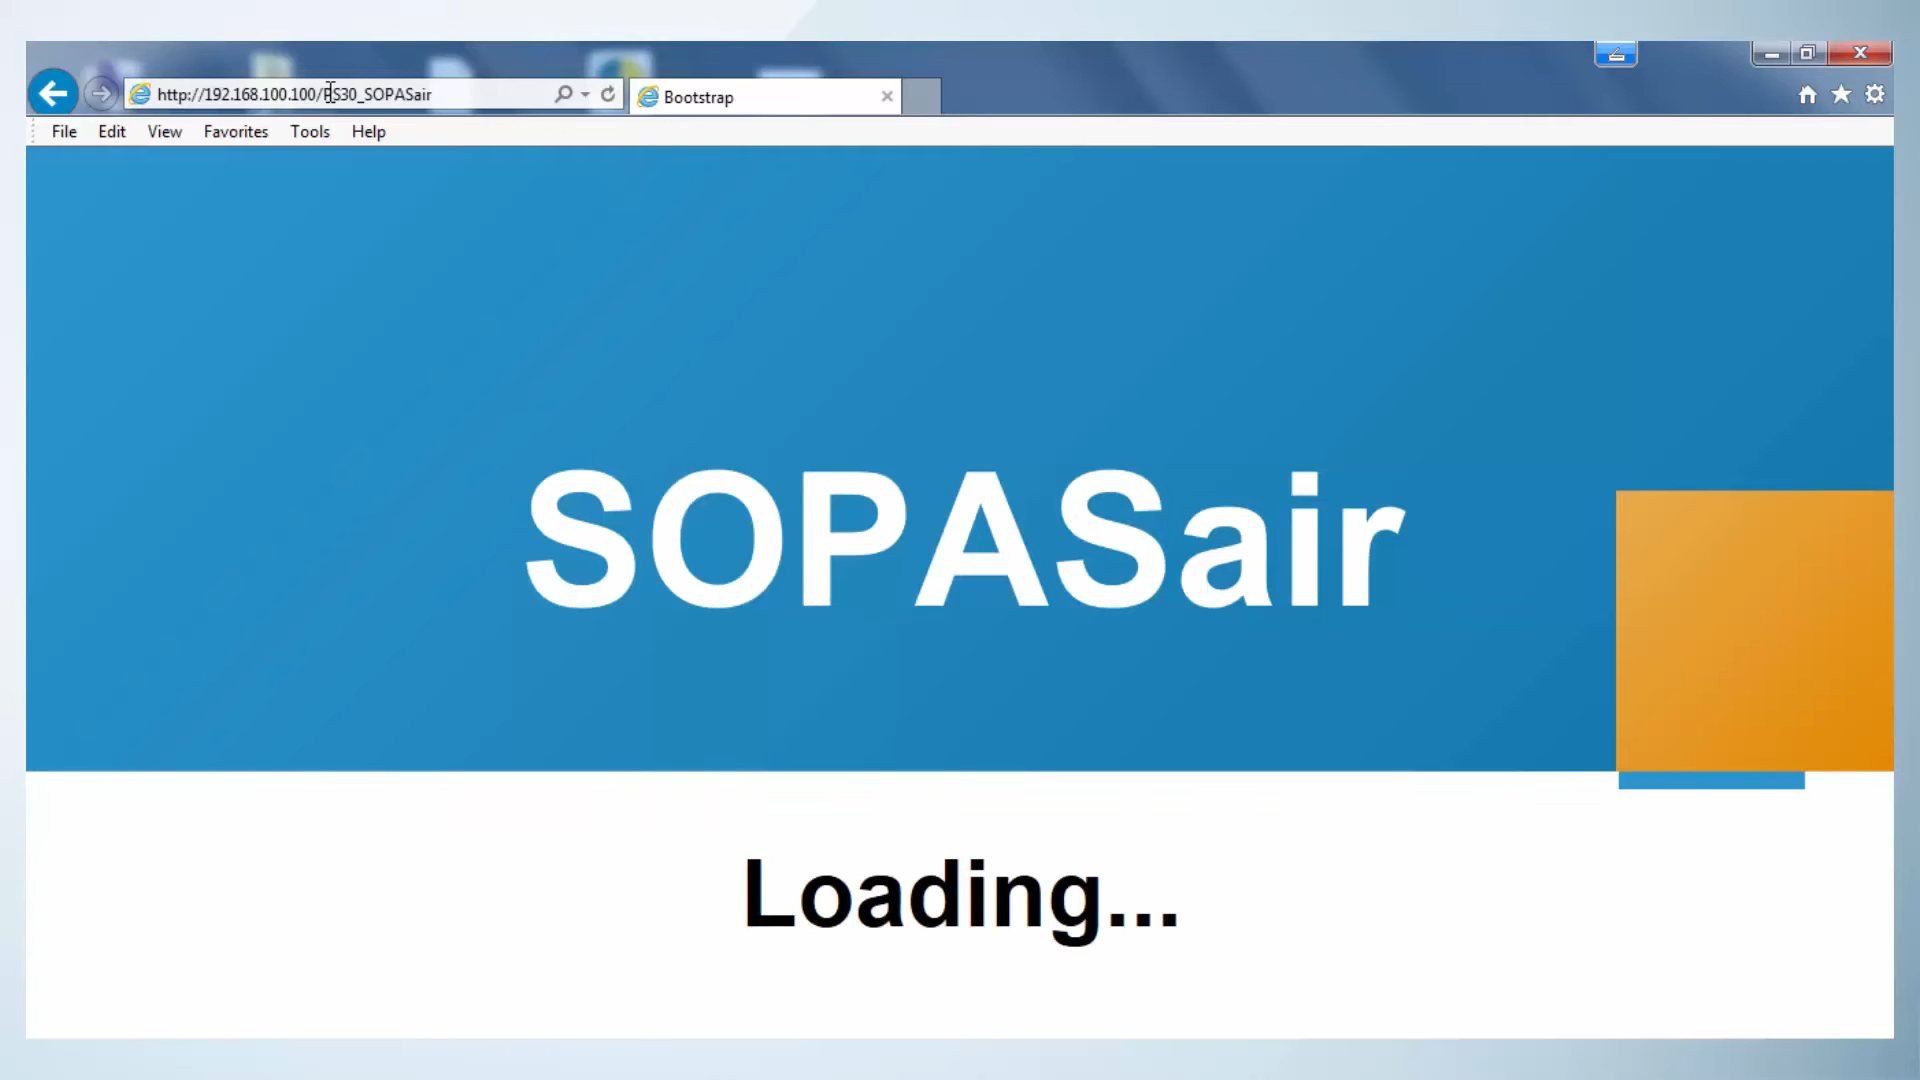 http://192.168.100.100/RS30_SOPASair
Bootstrap
File Edit View Favorites Tools Help
SOPASair
Loading...